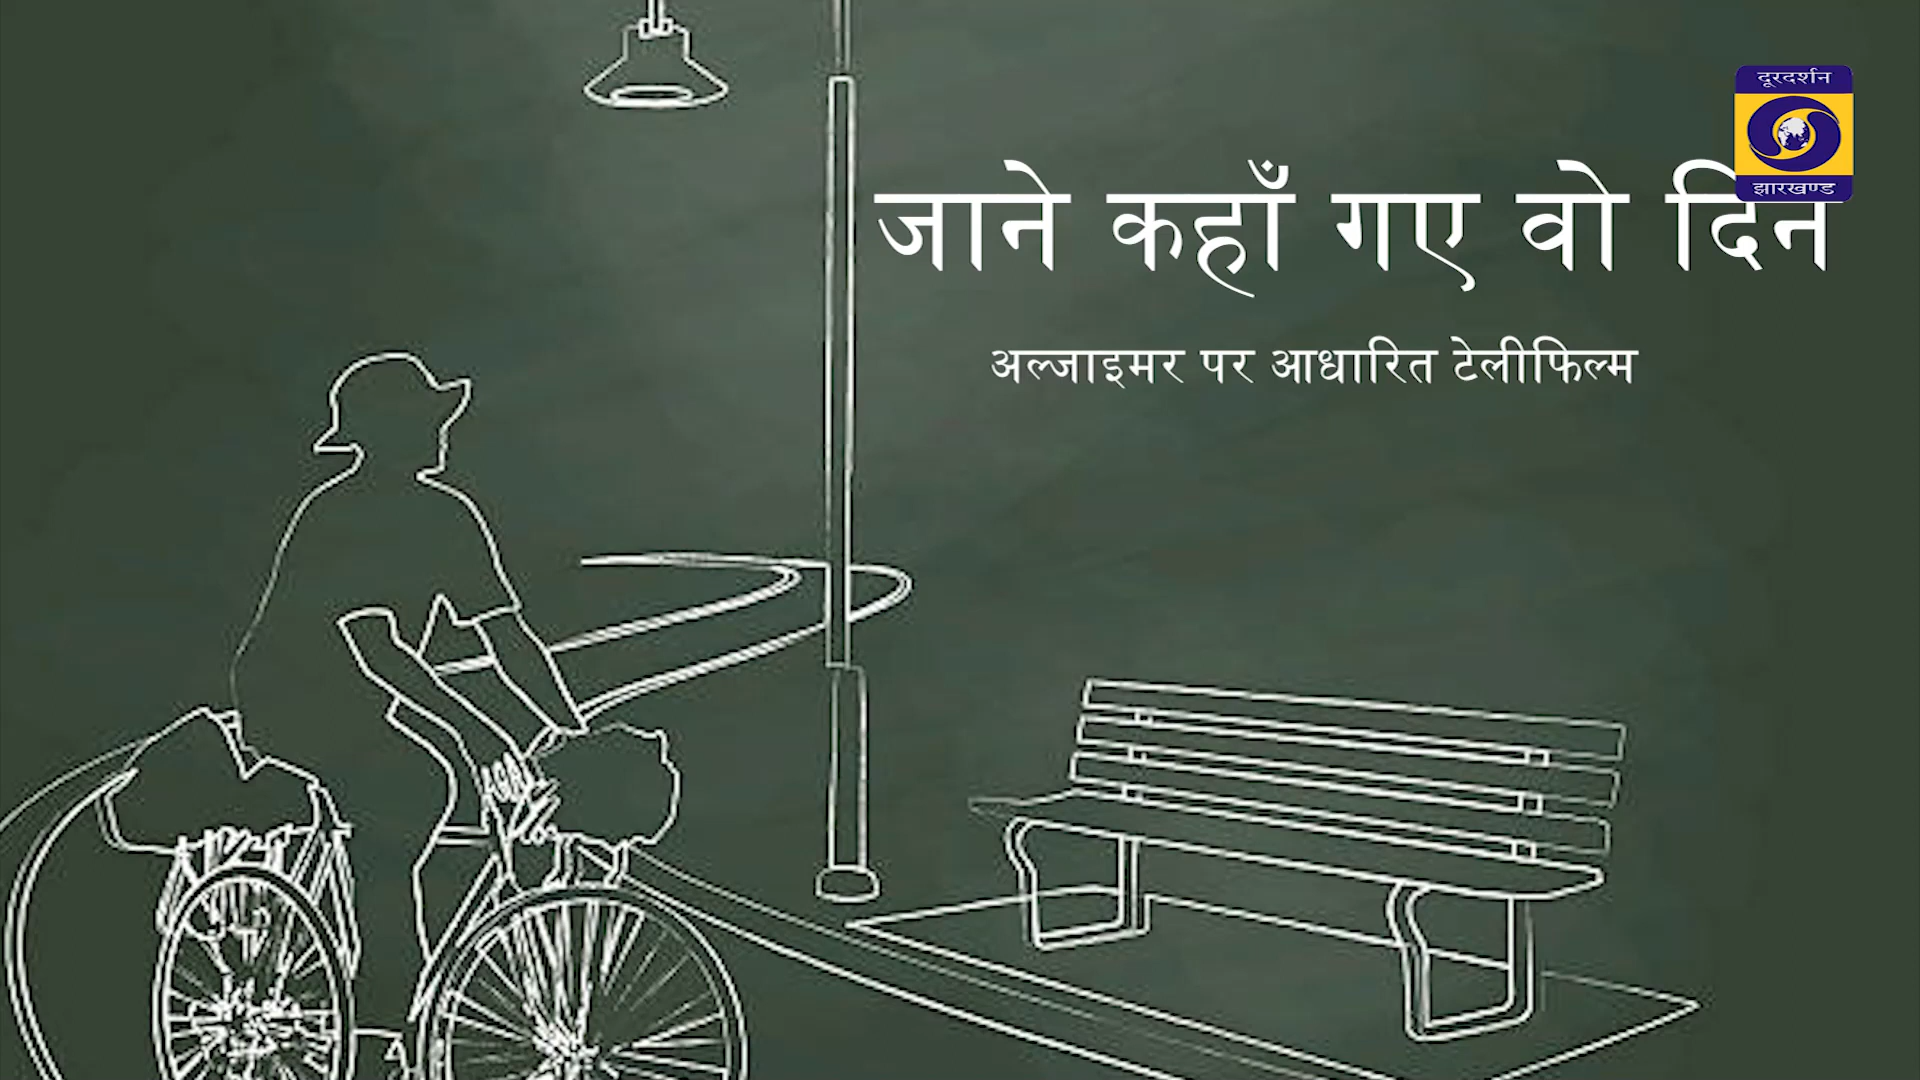 दूरदर्शन
झारखण्ड
जाने कहाँ गए वो दिन
अल्जाइमर पर आधारित टेलीफिल्म